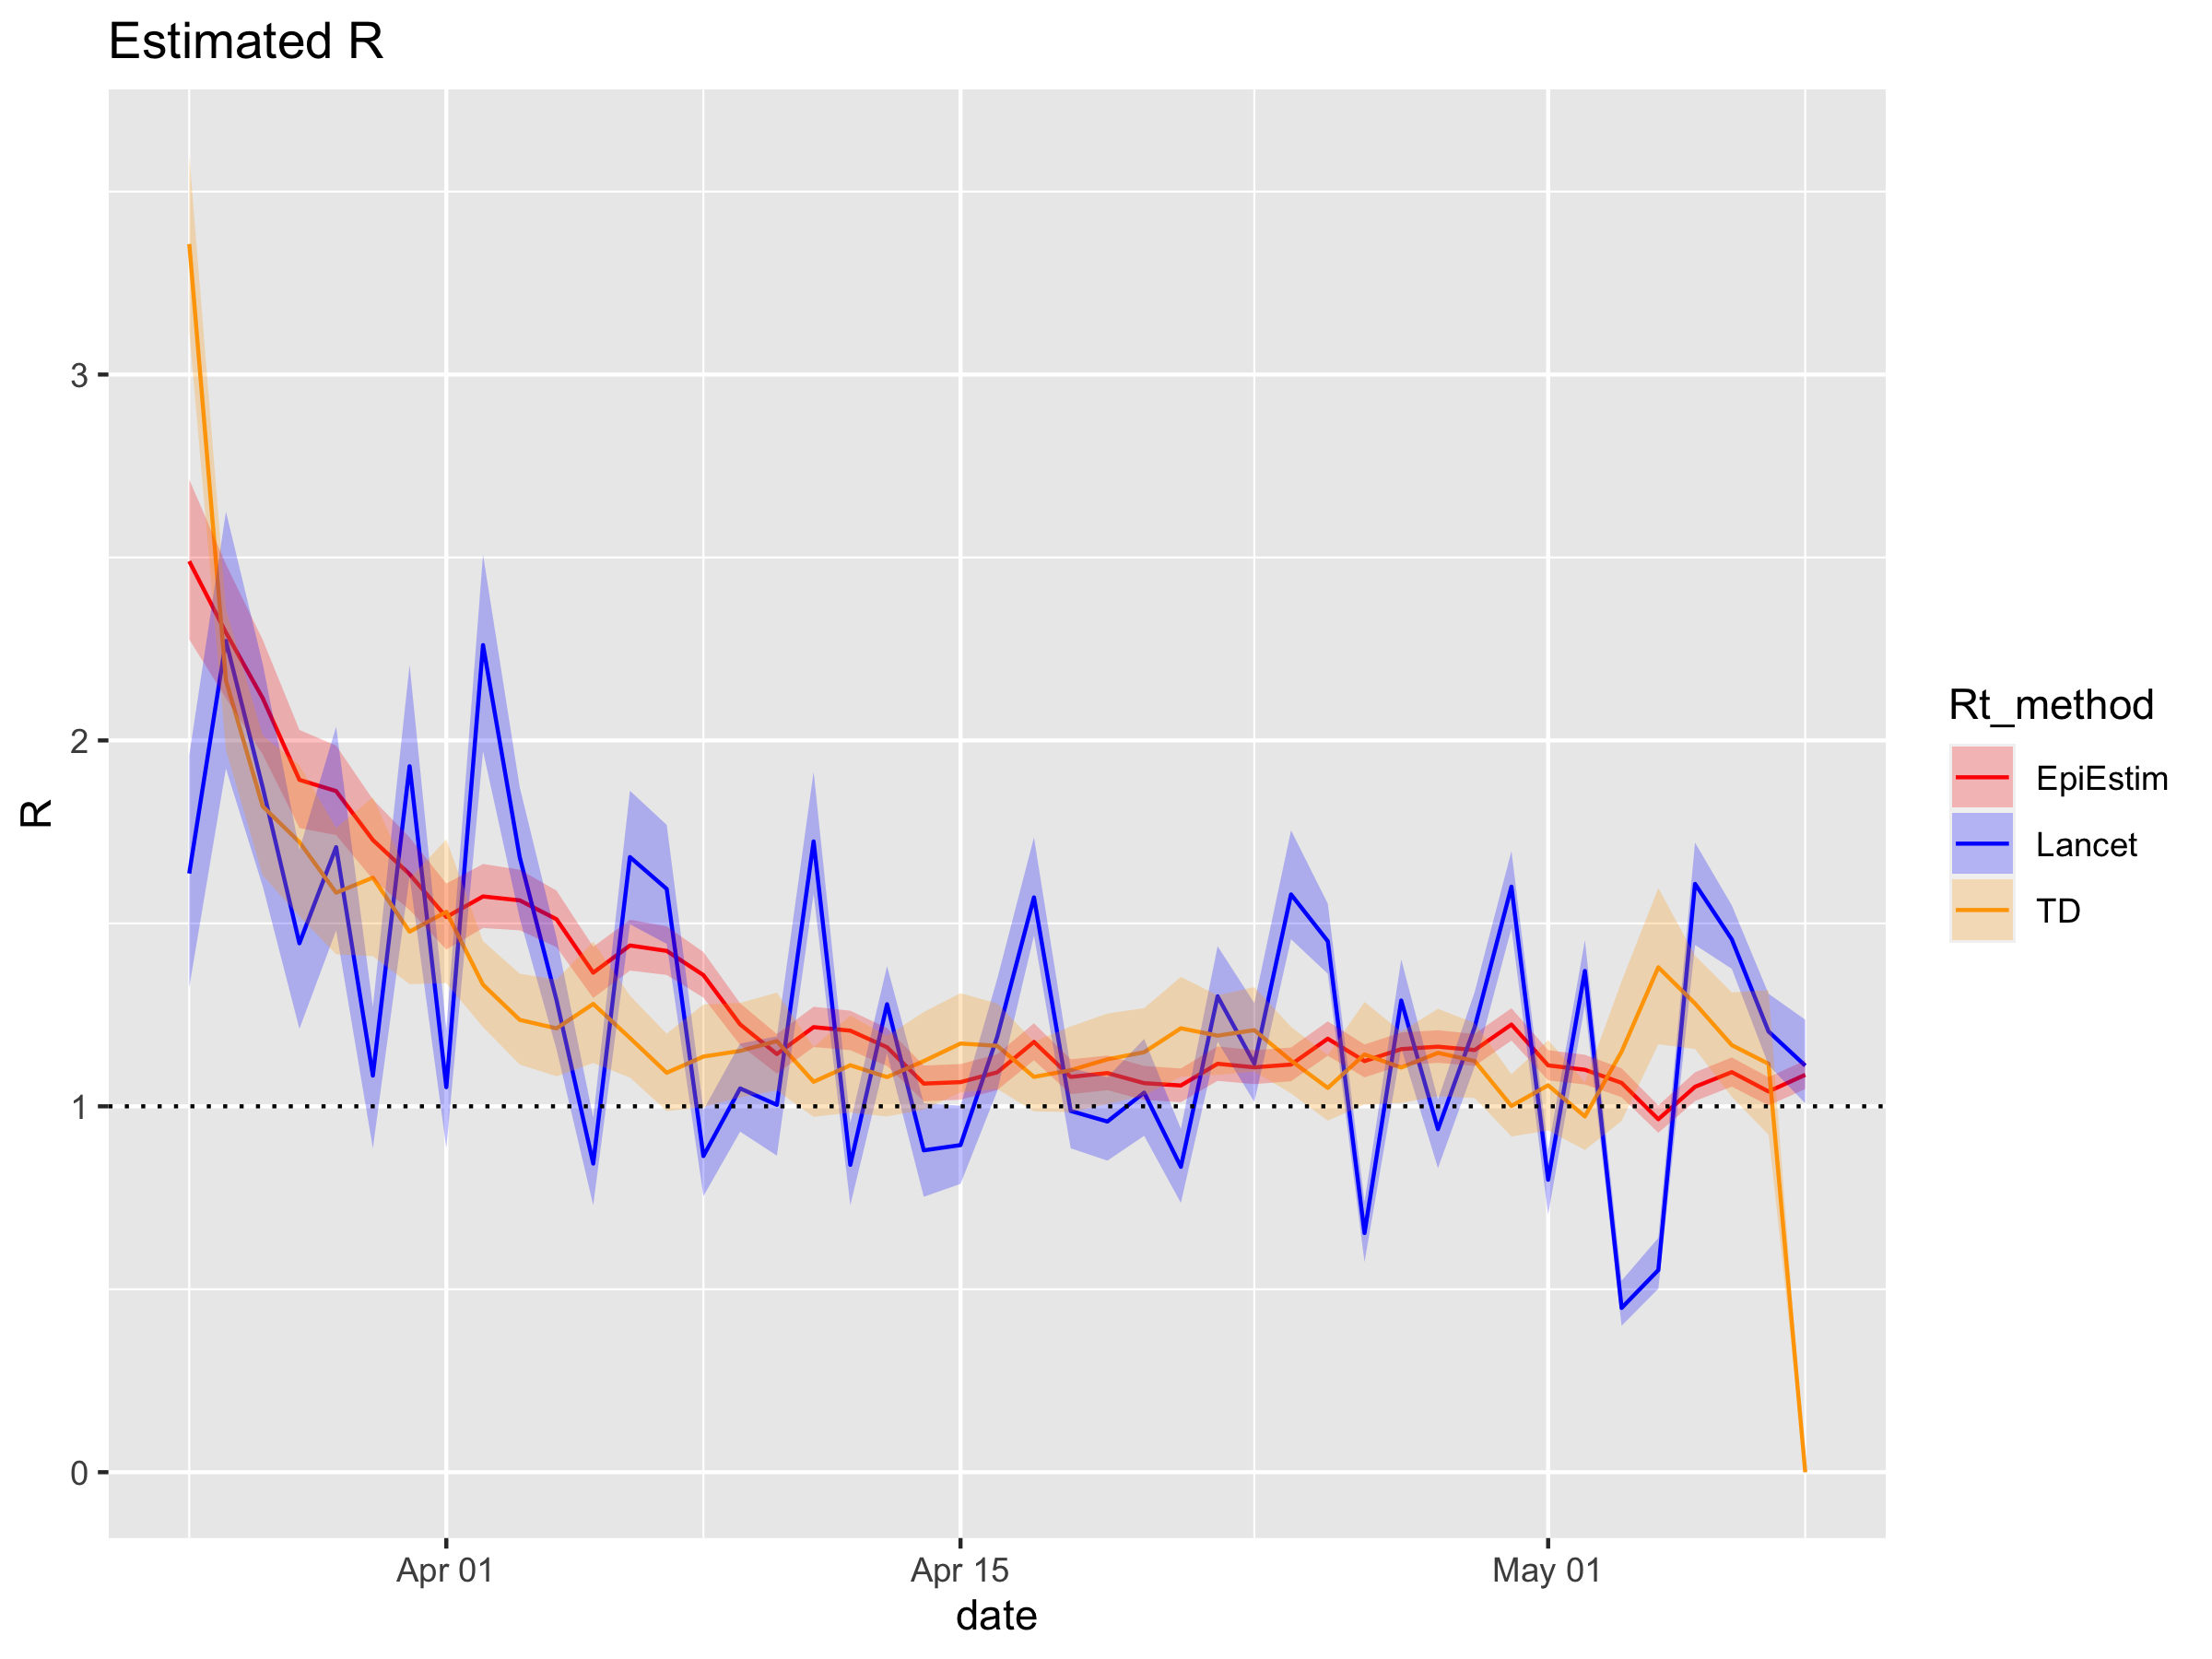 Estimated R
R
3
2
1
0
Apr 01
Apr 15
May 01
date
Rt_method
EpiEstim
Lancet
TD